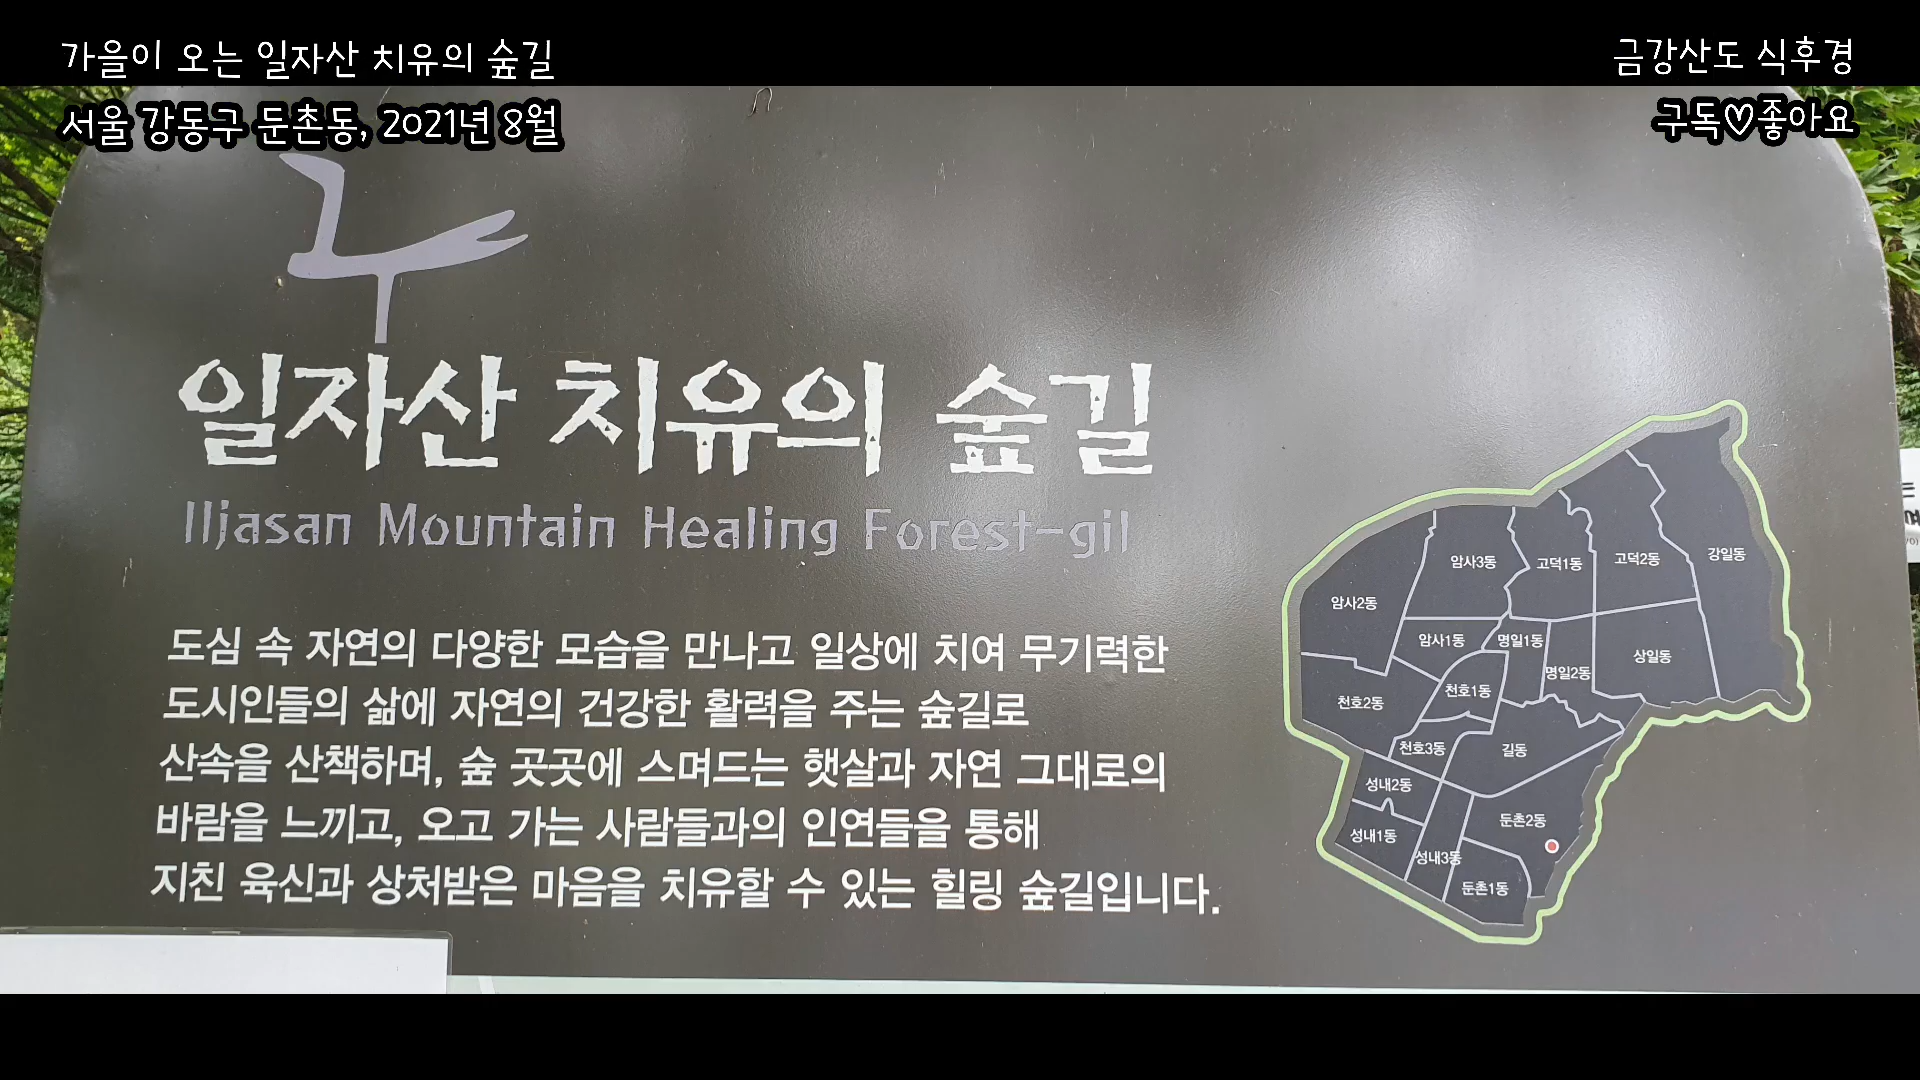 가을이 오는 일자산 치유의 숲길
서울 강동구 둔촌동, 2021년 8월
금강산도 식후경
구독♡좋아요
일자산 치유의 숲길
Iljasan Mountain Healing Forest-gil
도심 속 자연의 다양한 모습을 만나고 일상에 치여 무기력한
도시인들의 삶에 자연의 건강한 활력을 주는 숲길로
산속을 산책하며, 숲 곳곳에 스며드는 햇살과 자연 그대로의
바람을 느끼고, 오고 가는 사람들과의 인연들을 통해
지친 육신과 상처받은 마음을 치유할 수 있는 힐링 숲길입니다.
강일동
고덕2동
고덕1동
암사3동
암사2동
암사1동
명일1동
상일동
명일2동
천호1동
천호2동
천호3동
길동
성내2동
둔촌2동
성내1동
성내3동
둔촌1동